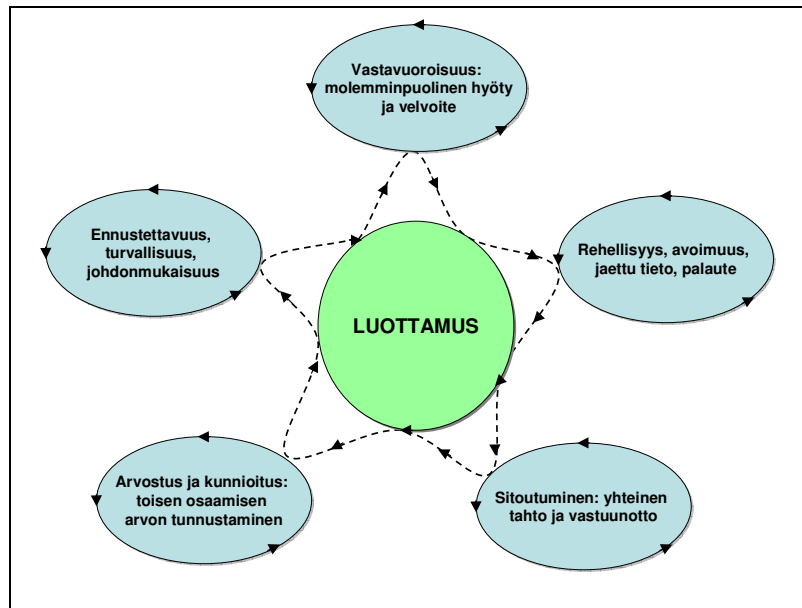 Vastavuoroisuus:
molemminpuolinen hyöty
ja velvoite
Ennustettavuus,
turvallisuus,
johdonmukaisuus
Rehellisyys, avoimuus,
jaettu tieto, palaute
LUOTTAMUS
Arvostus ja kunnioitus:
toisen osaamisen
arvon tunnustaminen
Sitoutuminen: yhteinen
tahto ja vastuunotto